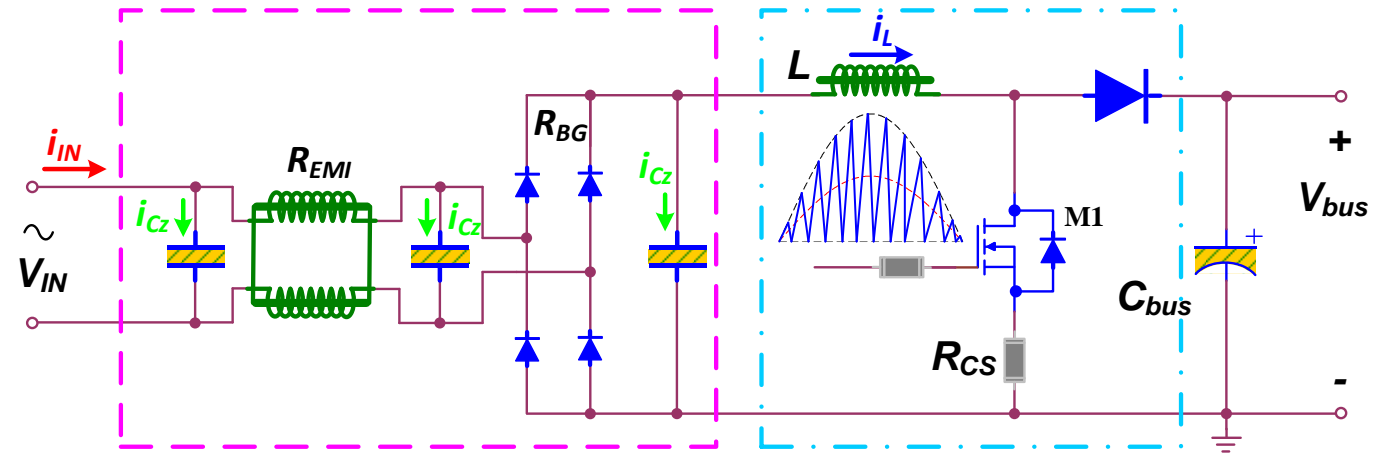 i_L
L
i_IN
R_EMI
R_BG
i_Cz
i_Cz
i_Cz
~
V_IN
M1
R_CS
+
C_bus
+
V_bus
-